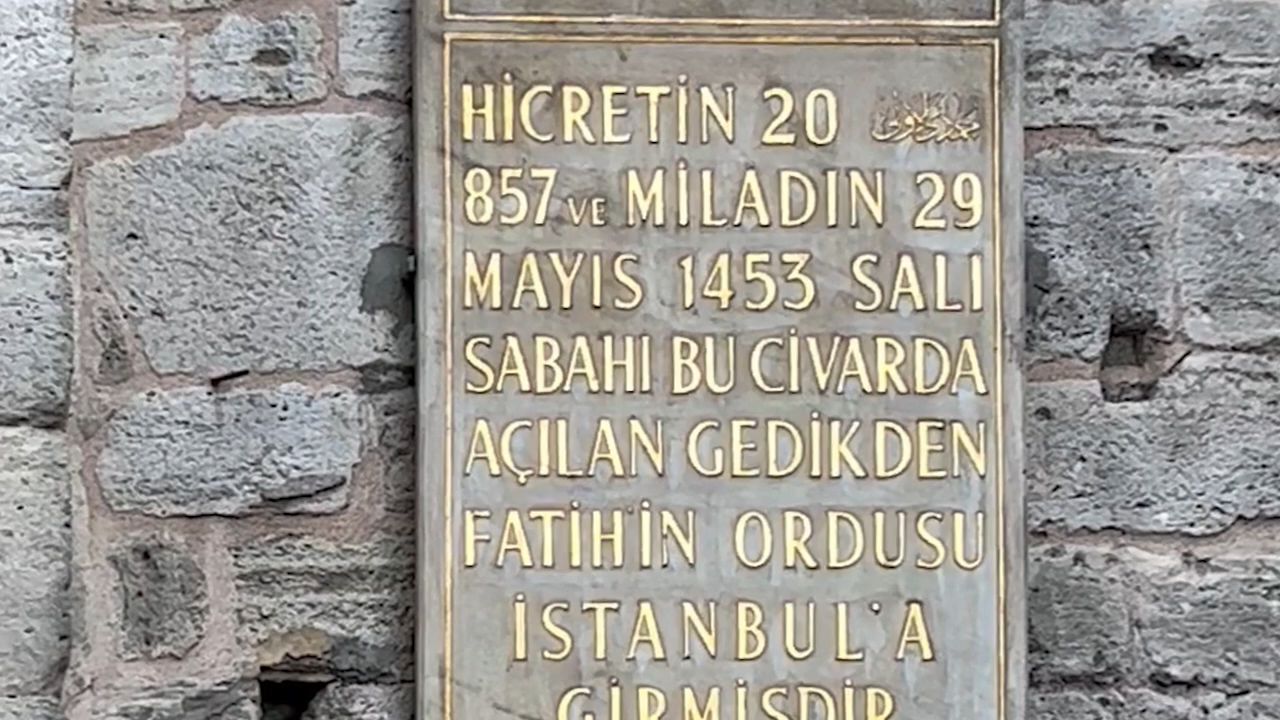 HİCRETİN 20
857 VE MİLADIN 29
MAYIS 1453 SALI
SABAHI BU CİVARDA
AÇILAN GEDİKDEN
FATİH'İN ORDUSU
İSTANBUL'A
GİRMİŞDİR